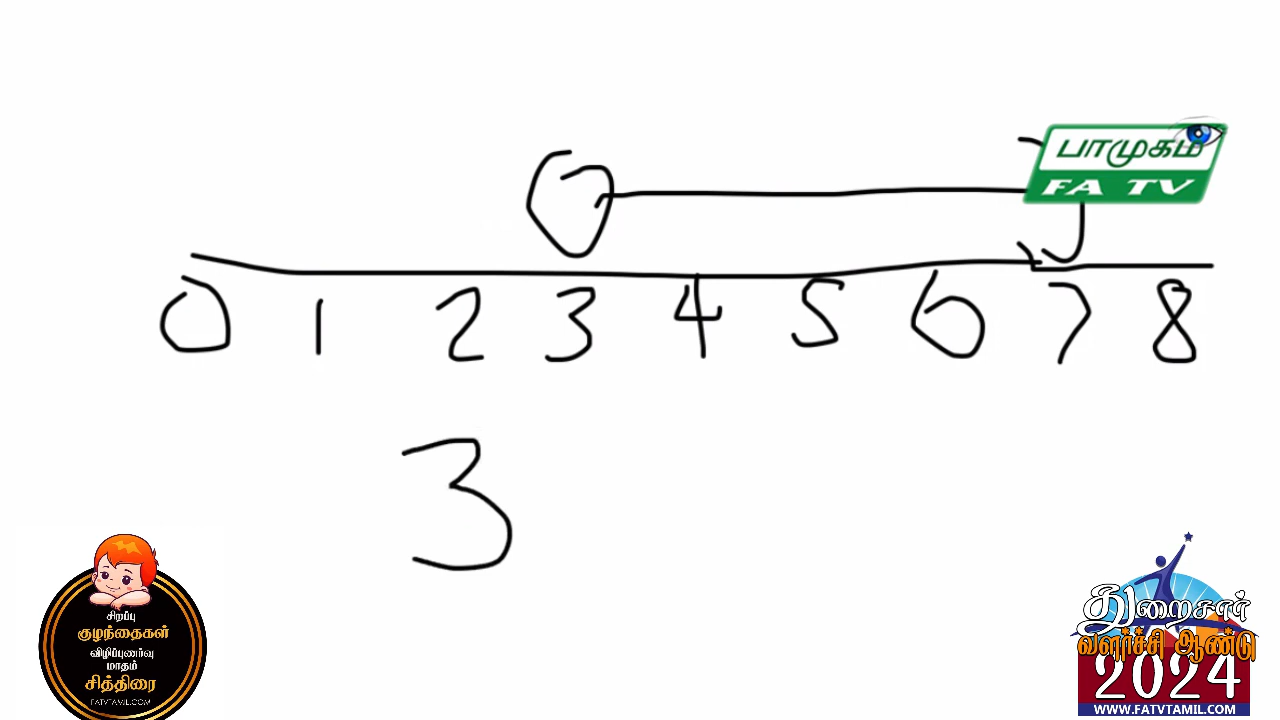 பாமுகம்
FA TV
0 1 2 3 4 5 6 7 8
3
சிறப்பு
குழந்தைகள்
விழிப்புணர்வு
மாதம்
சித்திரை
FATVTAMIL.COM
துறைசார்
வளர்ச்சி ஆண்டு
2024
WWW.FATVTAMIL.COM